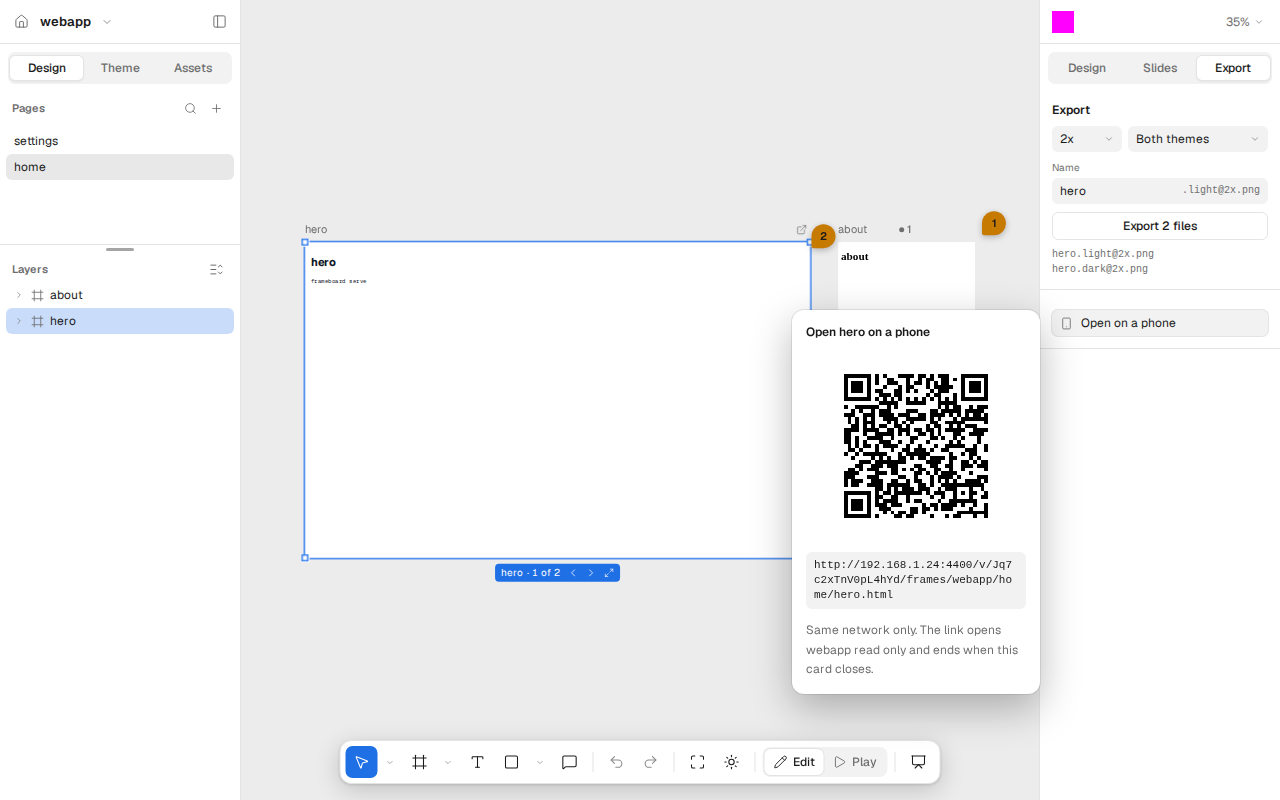 webapp
Design
Theme
Assets
Pages
settings
home
Layers
about
hero
hero
2
about
1
1
hero
frameboard serve
about
hero - 1 of 2
Open hero on a phone
http://192.168.1.24:4400/v/Jq7
c2xTnV0pL4hYd/frames/webapp/ho
me/hero.html
Same network only. The link opens
webapp read only and ends when this
card closes.
Edit
Play
35%
Design
Slides
Export
Export
2x
Both themes
Name
hero
.light@2x.png
Export 2 files
hero.light@2x.png
hero.dark@2x.png
Open on a phone